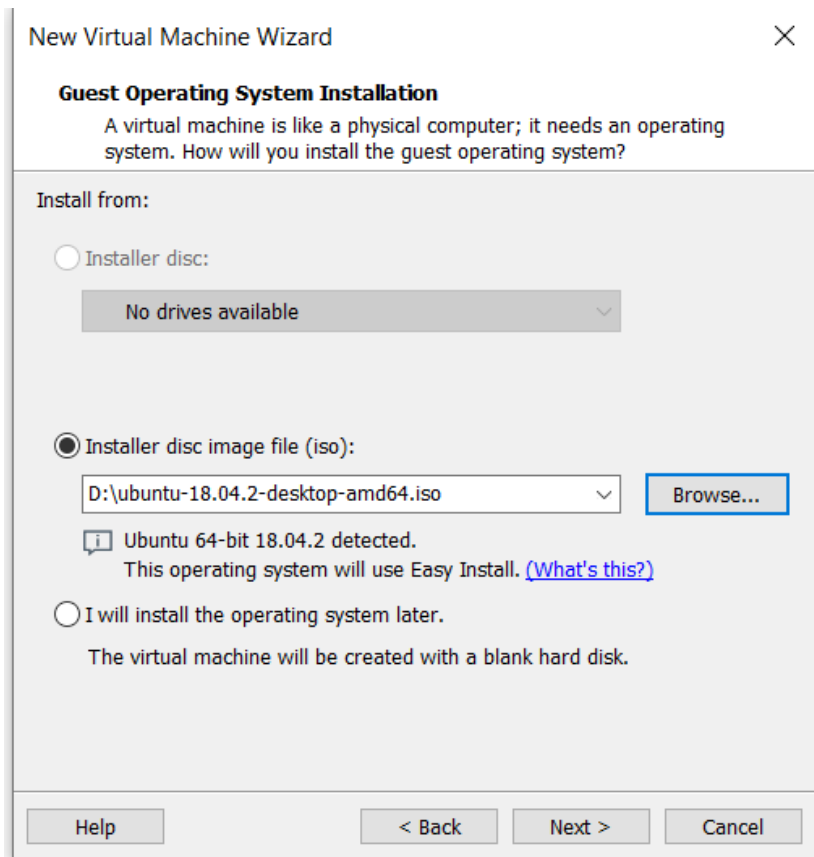 New Virtual Machine Wizard
Guest Operating System Installation
A virtual machine is like a physical computer; it needs an operating
system. How will you install the guest operating system?
Install from:
Installer disc:
No drives available
Installer disc image file (iso):
D:\ubuntu-18.04.2-desktop-amd64.iso
Browse...
Ubuntu 64-bit 18.04.2 detected.
This operating system will use Easy Install. (What's this?)
I will install the operating system later.
The virtual machine will be created with a blank hard disk.
Help
< Back
Next >
Cancel